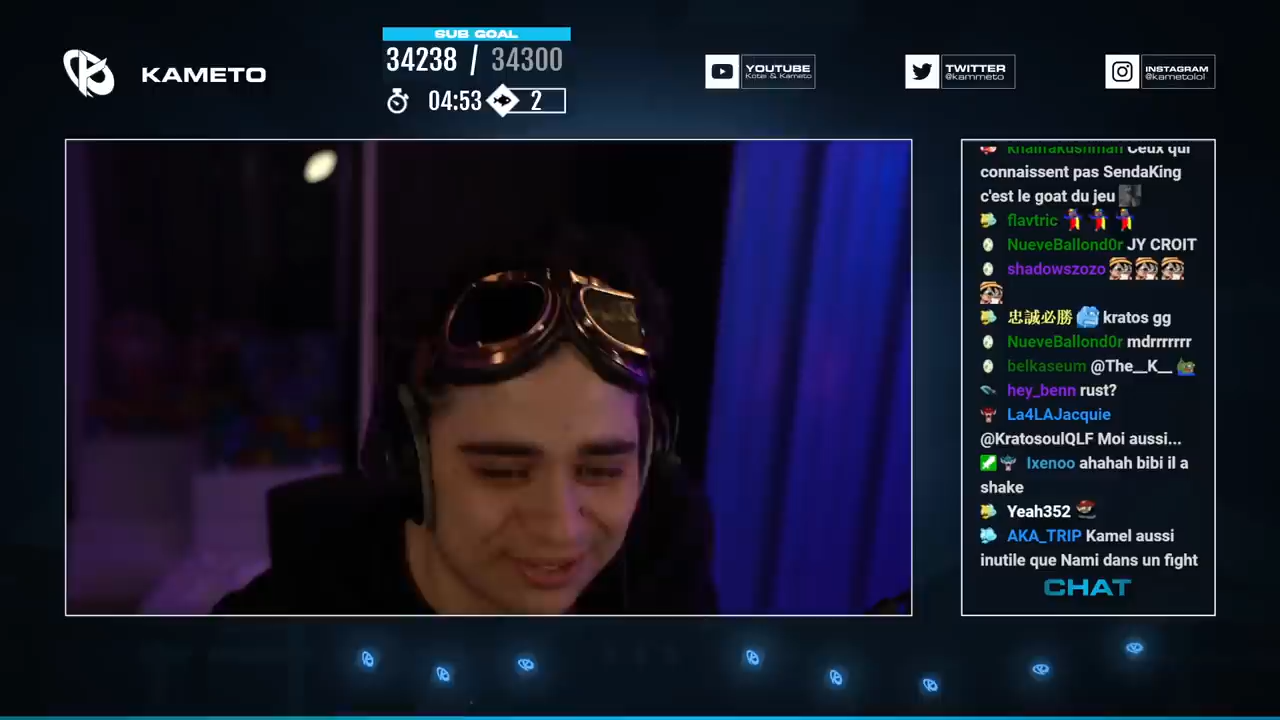 KAMETO
SUB GOAL
34238 / 34300
04:53 2
YOUTUBE
Kotei & Kameto
TWITTER
@kammeto
INSTAGRAM
@kametolol
khalifakushman Ceux qui
connaissent pas SendaKing
c'est le goat du jeu
flavtric
NueveBallond0r JY CROIT
shadowszozo
忠誠必勝 kratos gg
NueveBallond0r mdrrrrrrr
belkaseum @The__K__
hey_benn rust?
La4LAJacquie
@KratosoulQLF Moi aussi...
Ixenoo ahahah bibi il a
shake
Yeah352
AKA_TRIP Kamel aussi
inutile que Nami dans un fight
CHAT